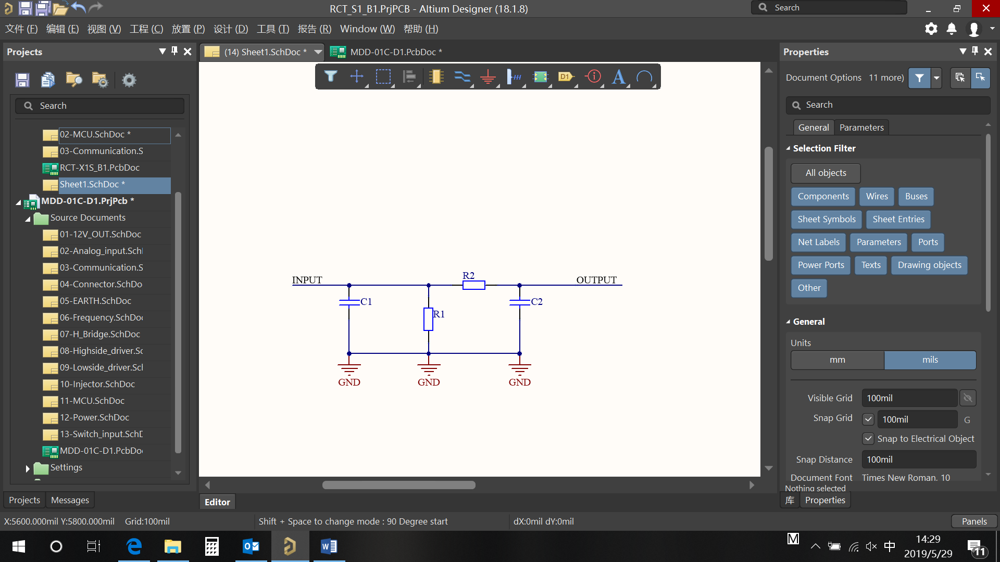 RCT_S1_B1.PrjPCB - Altium Designer (18.1.8)
Search
文件 (F) 编辑 (E) 视图 (V) 工程 (C) 放置 (P) 设计 (D) 工具 (T) 报告 (R) Window (W) 帮助 (H)
Projects
Search
02-MCU.SchDoc *
03-Communication.S
RCT-X1S_B1.PcbDoc
Sheet1.SchDoc *
MDD-01C-D1.PrjPcb *
Source Documents
01-12V_OUT.SchDoc
02-Analog_input.Schl
03-Communication.S
04-Connector.SchDo
05-EARTH.SchDoc
06-Frequency.SchDoc
07-H_Bridge.SchDoc
08-Highside_driver.Sc
09-Lowside_driver.Scl
10-Injector.SchDoc
11-MCU.SchDoc
12-Power.SchDoc
13-Switch_input.SchD
MDD-01C-D1.PcbDoc
Settings
Projects Messages
(14) Sheet1.SchDoc * MDD-01C-D1.PcbDoc *
D1
A
INPUT
R2
OUTPUT
C1
C2
R1
GND GND GND
Editor
Properties
Document Options 11 more)
Search
General Parameters
Selection Filter
All objects
Components Wires Buses
Sheet Symbols Sheet Entries
Net Labels Parameters Ports
Power Ports Texts Drawing objects
Other
General
Units
mm mils
Visible Grid 100mil
Snap Grid 100mil G
Snap to Electrical Object
Snap Distance 100mil
Document Font Times New Roman. 10
Nothing selected
库 Properties
X:5600.000mil Y:5800.000mil Grid:100mil Shift + Space to change mode : 90 Degree start dX:0mil dY:0mil Panels
M
中
14:29
2019/5/29
11